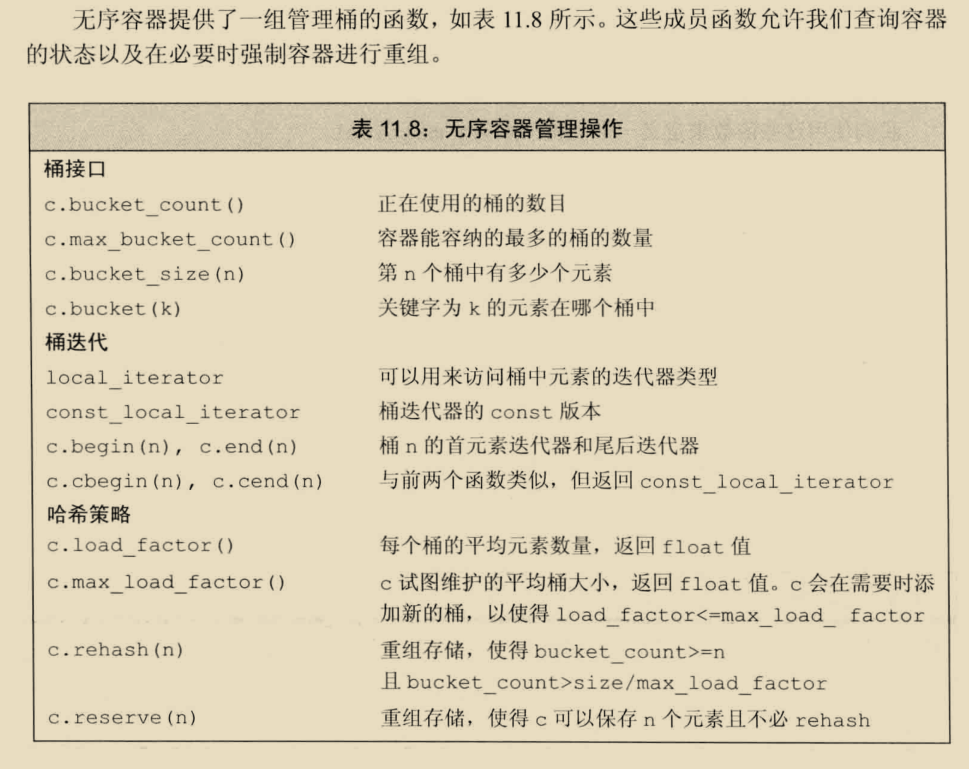 无序容器提供了一组管理桶的函数，如表 11.8 所示。这些成员函数允许我们查询容器
的状态以及在必要时强制容器进行重组。
表 11.8：无序容器管理操作
桶接口
c.bucket_count() 正在使用的桶的数目
c.max_bucket_count() 容器能容纳的最多的桶的数量
c.bucket_size(n) 第 n 个桶中有多少个元素
c.bucket(k) 关键字为 k 的元素在哪个桶中
桶迭代
local_iterator 可以用来访问桶中元素的迭代器类型
const_local_iterator 桶迭代器的 const 版本
c.begin(n), c.end(n) 桶 n 的首元素迭代器和尾后迭代器
c.cbegin(n), c.cend(n) 与前两个函数类似，但返回 const_local_iterator
哈希策略
c.load_factor() 每个桶的平均元素数量，返回 float 值
c.max_load_factor() c 试图维护的平均桶大小，返回 float 值。c 会在需要时添
加新的桶，以使得 load_factor<=max_load_ factor
c.rehash(n) 重组存储，使得 bucket_count>=n
且 bucket_count>size/max_load_factor
c.reserve(n) 重组存储，使得 c 可以保存 n 个元素且不必 rehash